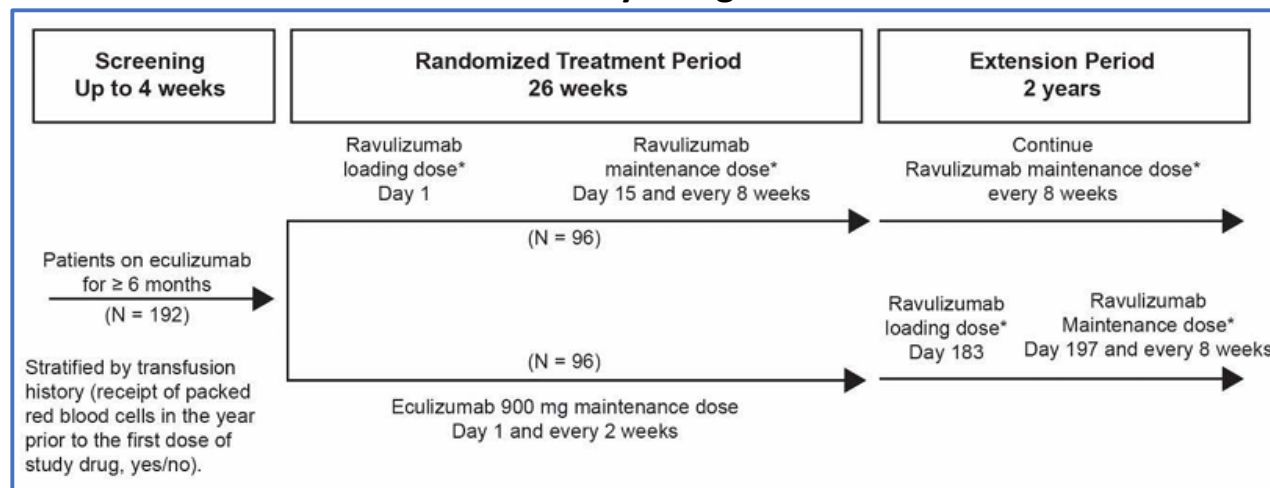 Screening
Up to 4 weeks
Randomized Treatment Period
26 weeks
Extension Period
2 years
Ravulizumab
loading dose*
Day 1
Ravulizumab
maintenance dose*
Day 15 and every 8 weeks
Continue
Ravulizumab maintenance dose*
every 8 weeks
(N = 96)
Patients on eculizumab
for ≥ 6 months
(N = 192)
Stratified by transfusion
history (receipt of packed
red blood cells in the year
prior to the first dose of
study drug, yes/no).
(N = 96)
Eculizumab 900 mg maintenance dose
Day 1 and every 2 weeks
Ravulizumab
loading dose*
Day 183
Ravulizumab
Maintenance dose*
Day 197 and every 8 weeks